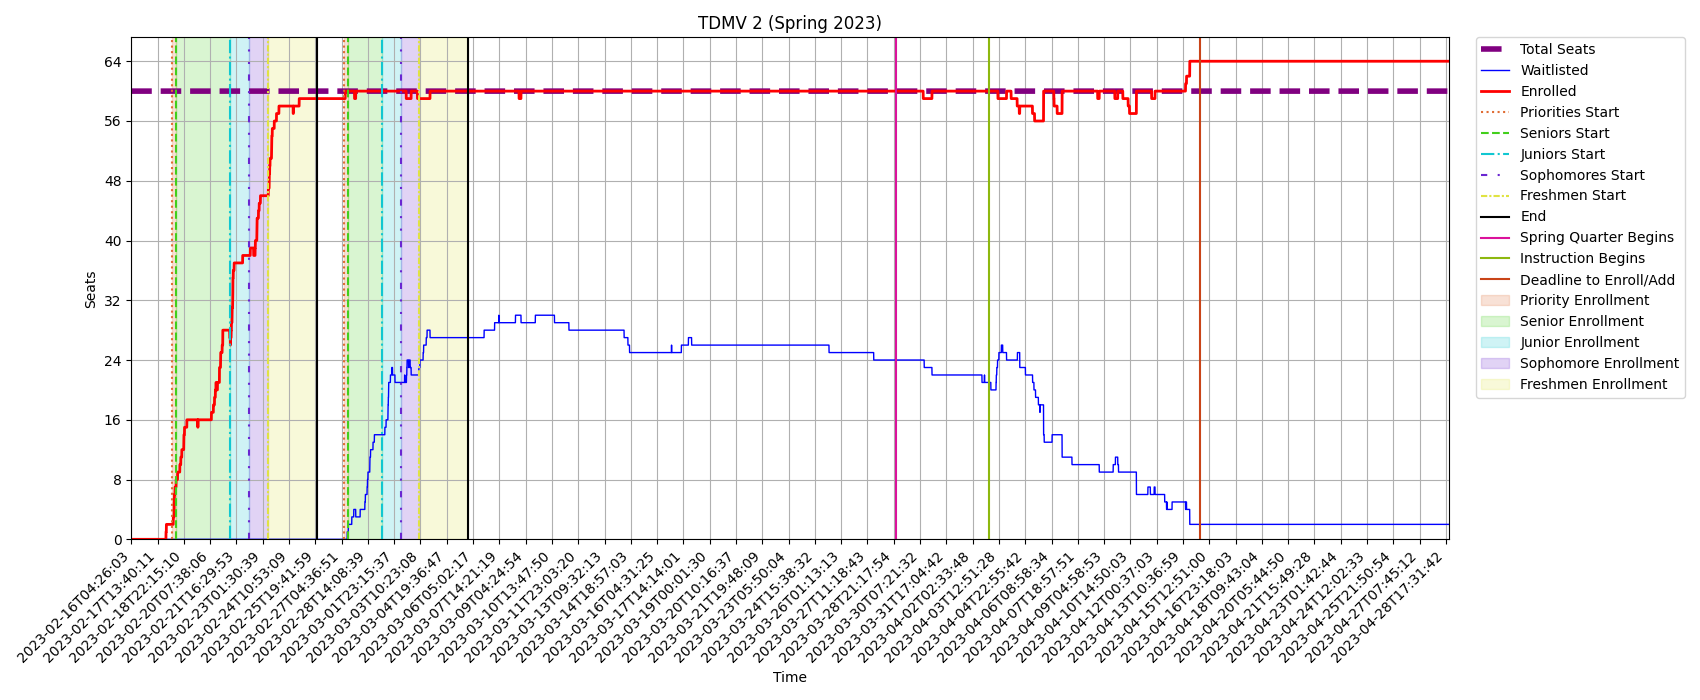 TDMV 2 (Spring 2023)
64
56
48
40
32
24
16
8
0
Seats
2023-02-16T04:26:03
2023-02-17T13:40:11
2023-02-18T22:15:10
2023-02-20T07:38:06
2023-02-21T16:29:53
2023-02-23T01:30:39
2023-02-24T10:53:09
2023-02-25T19:41:59
2023-02-27T04:36:51
2023-02-28T14:08:39
2023-03-01T23:15:37
2023-03-03T10:23:08
2023-03-04T19:36:47
2023-03-06T05:02:17
2023-03-07T14:21:19
2023-03-09T04:24:54
2023-03-10T13:47:50
2023-03-11T23:03:20
2023-03-13T09:32:13
2023-03-14T18:57:03
2023-03-16T04:31:25
2023-03-17T14:14:01
2023-03-19T00:01:30
2023-03-20T10:16:37
2023-03-21T19:48:09
2023-03-23T05:50:04
2023-03-24T15:38:32
2023-03-26T01:13:13
2023-03-27T11:18:43
2023-03-28T21:17:54
2023-03-30T07:21:32
2023-03-31T17:04:42
2023-04-02T02:33:48
2023-04-03T12:51:28
2023-04-04T22:55:42
2023-04-06T08:58:34
2023-04-07T18:57:51
2023-04-09T04:58:53
2023-04-10T14:50:03
2023-04-12T00:37:03
2023-04-13T10:36:59
2023-04-15T12:51:00
2023-04-16T23:18:03
2023-04-18T09:43:04
2023-04-20T05:44:50
2023-04-21T15:49:28
2023-04-23T01:42:44
2023-04-24T12:02:33
2023-04-25T21:50:54
2023-04-27T07:45:12
2023-04-28T17:31:42
Time
Total Seats
Waitlisted
Enrolled
Priorities Start
Seniors Start
Juniors Start
Sophomores Start
Freshmen Start
End
Spring Quarter Begins
Instruction Begins
Deadline to Enroll/Add
Priority Enrollment
Senior Enrollment
Junior Enrollment
Sophomore Enrollment
Freshmen Enrollment